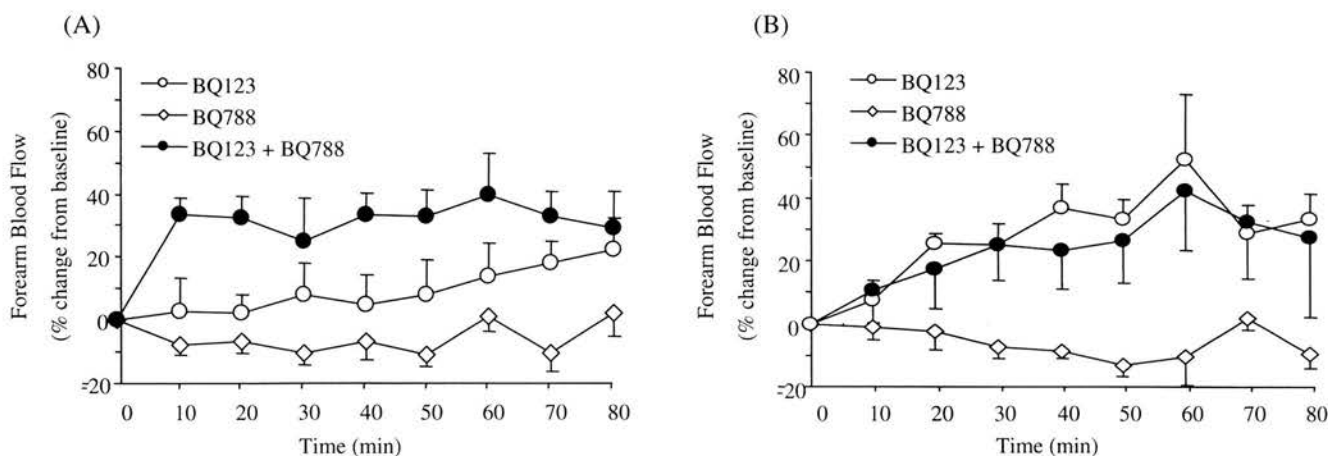 (A)
80
60
40
20
0
-20
BQ123
BQ788
BQ123 + BQ788
Forearm Blood Flow
(% change from baseline)
0 10 20 30 40 50 60 70 80
Time (min)
(B)
80
60
40
20
0
-20
BQ123
BQ788
BQ123 + BQ788
Forearm Blood Flow
(% change from baseline)
0 10 20 30 40 50 60 70 80
Time (min)